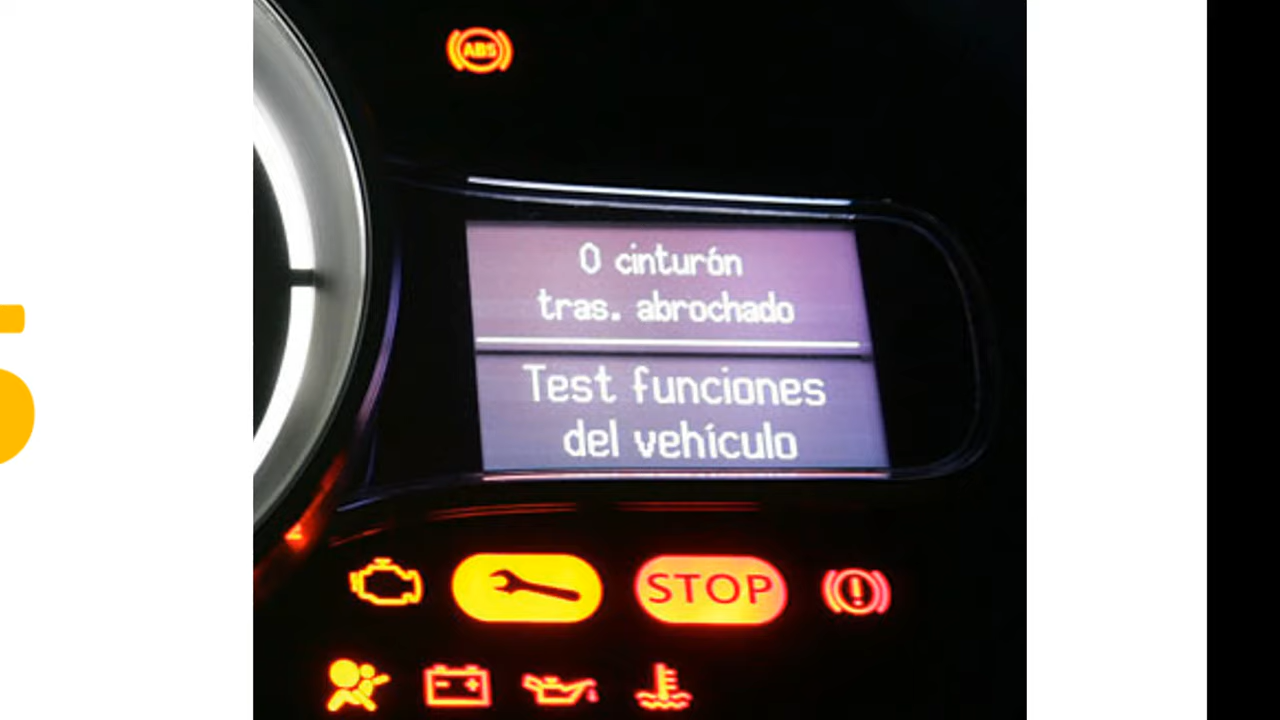 ABS
0 cinturón
tras. abrochado
Test funciones
del vehículo
STOP